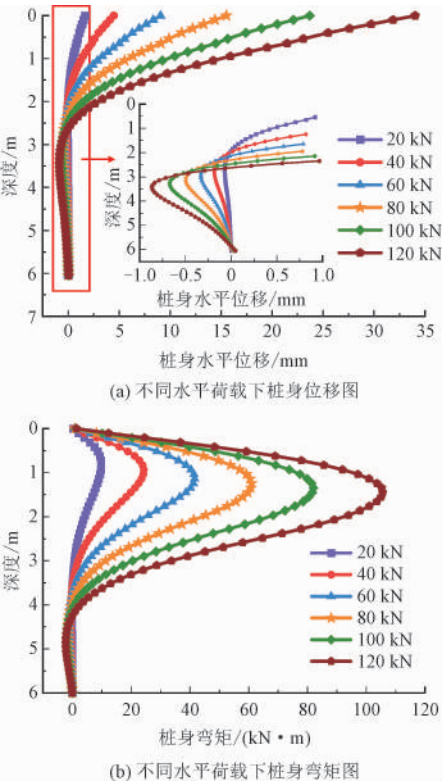 0
1
2
3
4
5
6
7
深度/m
0
5
10
15
20
25
30
35
桩身水平位移/mm
0
1
2
3
4
5
6
深度/m
-1.0
-0.5
0
0.5
1.0
桩身水平位移/mm
20 kN
40 kN
60 kN
80 kN
100 kN
120 kN
(a) 不同水平荷载下桩身位移图
0
1
2
3
4
5
6
深度/m
20 kN
40 kN
60 kN
80 kN
100 kN
120 kN
0
20
40
60
80
100
120
桩身弯矩/(kN·m)
(b) 不同水平荷载下桩身弯矩图